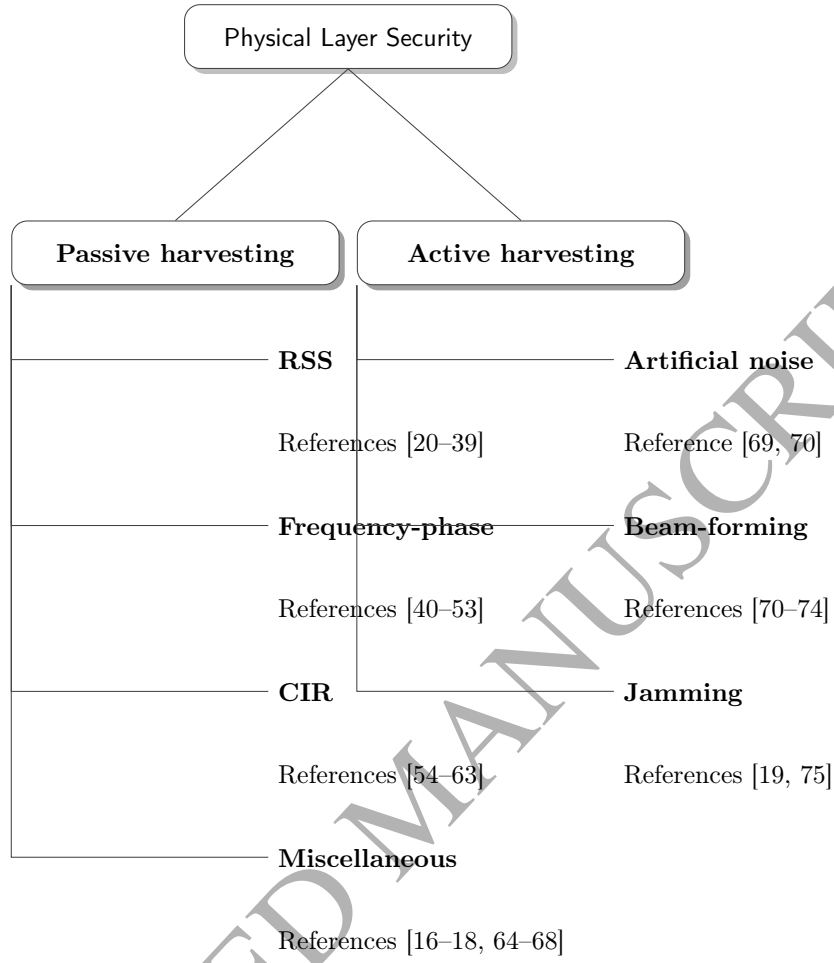 Physical Layer Security
Passive harvesting
Active harvesting
RSS
Artificial noise
References [20–39]
Reference [69, 70]
Frequency-phase
Beam-forming
References [40–53]
References [70–74]
CIR
Jamming
References [54–63]
References [19, 75]
Miscellaneous
References [16–18, 64–68]